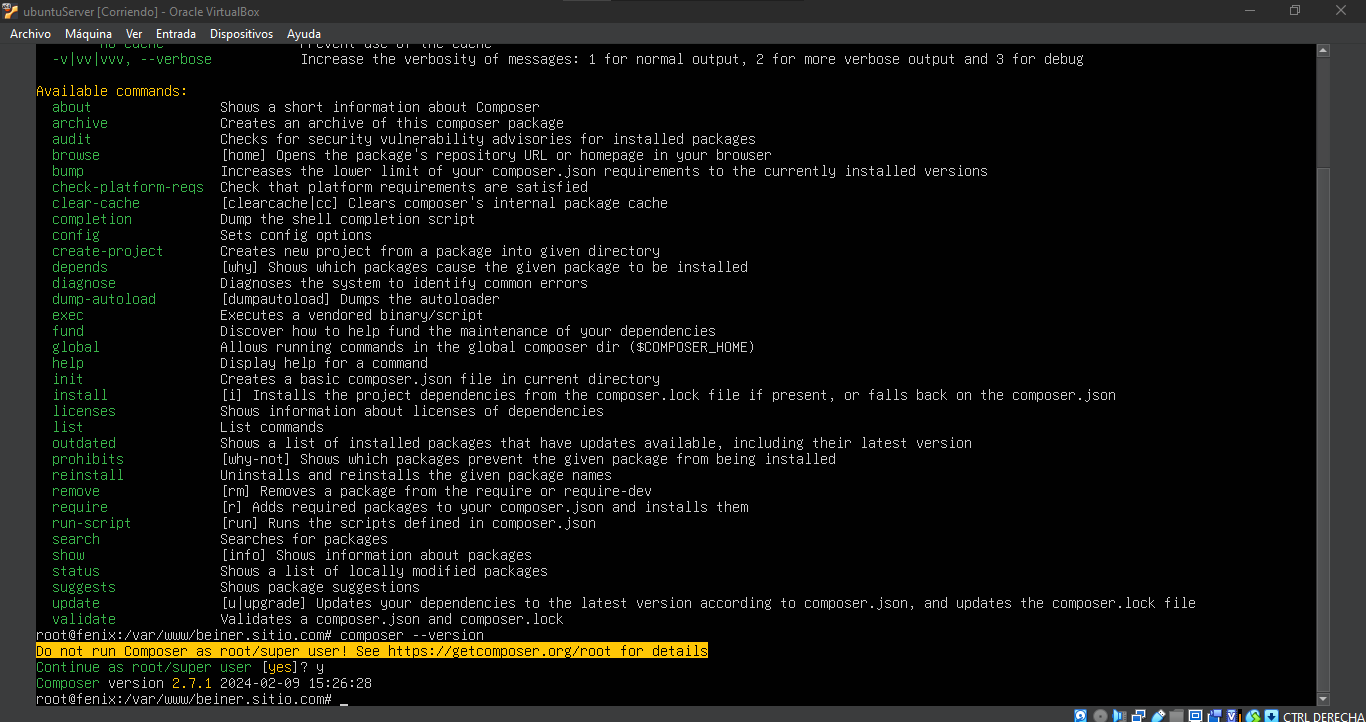 ubuntuServer [Corriendo] - Oracle VirtualBox
Archivo Máquina Ver Entrada Dispositivos Ayuda
no-cache Prevent use of the cache
-v|vv|vvv, --verbose Increase the verbosity of messages: 1 for normal output, 2 for more verbose output and 3 for debug
Available commands:
about Shows a short information about Composer
archive Creates an archive of this composer package
audit Checks for security vulnerability advisories for installed packages
browse [home] Opens the package's repository URL or homepage in your browser
bump Increases the lower limit of your composer.json requirements to the currently installed versions
check-platform-reqs Check that platform requirements are satisfied
clear-cache [clearcache|cc] Clears composer's internal package cache
completion Dump the shell completion script
config Sets config options
create-project Creates new project from a package into given directory
depends [why] Shows which packages cause the given package to be installed
diagnose Diagnoses the system to identify common errors
dump-autoload [dumpautoload] Dumps the autoloader
exec Executes a vendored binary/script
fund Discover how to help fund the maintenance of your dependencies
global Allows running commands in the global composer dir ($COMPOSER_HOME)
help Display help for a command
init Creates a basic composer.json file in current directory
install [i] Installs the project dependencies from the composer.lock file if present, or falls back on the composer.json
licenses Shows information about licenses of dependencies
list List commands
outdated Shows a list of installed packages that have updates available, including their latest version
prohibits [why-not] Shows which packages prevent the given package from being installed
reinstall Uninstalls and reinstalls the given package names
remove [rm] Removes a package from the require or require-dev
require [r] Adds required packages to your composer.json and installs them
run-script [run] Runs the scripts defined in composer.json
search Searches for packages
show [info] Shows information about packages
status Shows a list of locally modified packages
suggests Shows package suggestions
update [u|upgrade] Updates your dependencies to the latest version according to composer.json, and updates the composer.lock file
validate Validates a composer.json and composer.lock
root@fenix:/var/www/beiner.sitio.com# composer --version
Do not run Composer as root/super user! See https://getcomposer.org/root for details
Continue as root/super user [yes]? y
Composer version 2.7.1 2024-02-09 15:26:28
root@fenix:/var/www/beiner.sitio.com# _
CTRL DERECHA